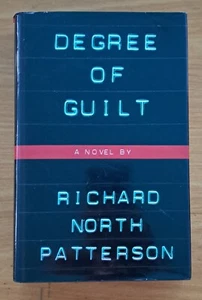 DEGREE
OF
GUILT
A NOVEL BY
RICHARD
NORTH
PATTERSON